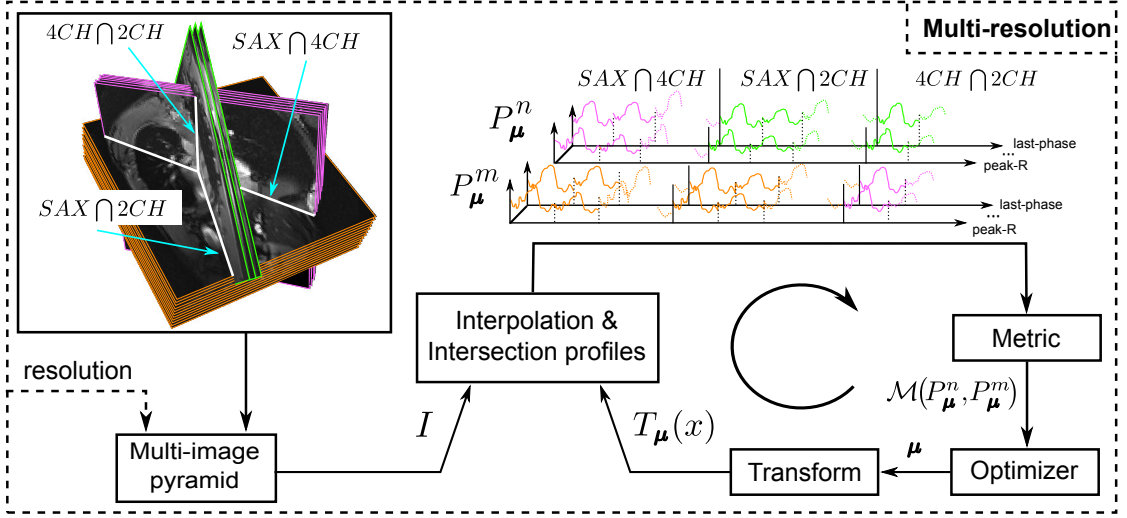 Multi-resolution
4CH ⋂ 2CH
SAX ⋂ 4CH
SAX ⋂ 2CH
SAX ⋂ 4CH
SAX ⋂ 2CH
4CH ⋂ 2CH
P^n_μ
last-phase
...
peak-R
P^m_μ
last-phase
...
peak-R
Interpolation &
Intersection profiles
Metric
resolution
M(P^n_μ, P^m_μ)
I
T_μ(x)
Multi-image
pyramid
μ
Transform
Optimizer